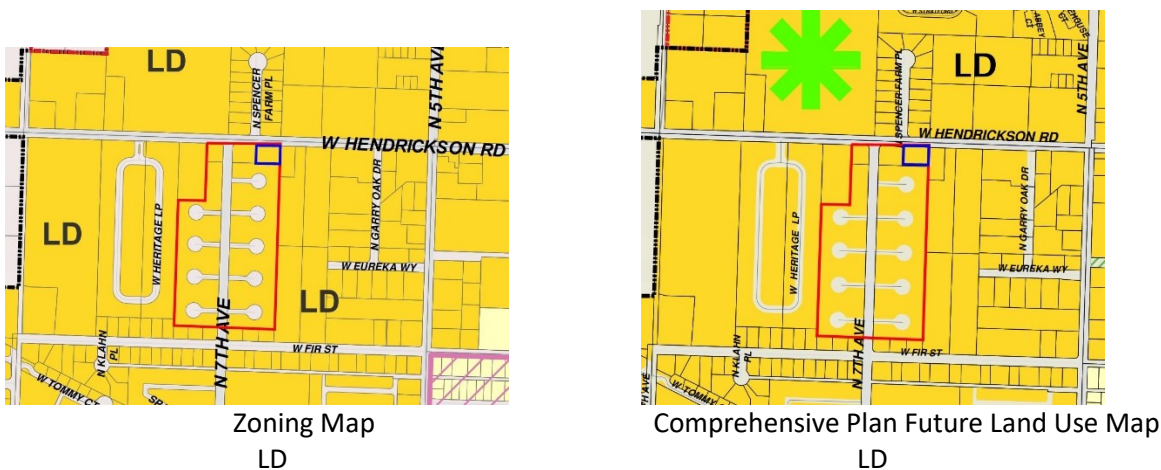 LD
N SPENCER
FARM PL
N 5TH AVE
W HENDRICKSON RD
LD
W HERITAGE LP
N GARRY OAK DR
W EUREKA WY
LD
N 7TH AVE
W FIR ST
N KLAHN
PL
W TOMMY CT
Zoning Map
LD
LD
N 5TH AVE
SPENCER FARM PL
W HENDRICKSON RD
W HERITAGE LP
N GARRY OAK DR
W EUREKA WY
N 7TH AVE
W FIR ST
N KLAHN
PL
W TOMM
Comprehensive Plan Future Land Use Map
LD